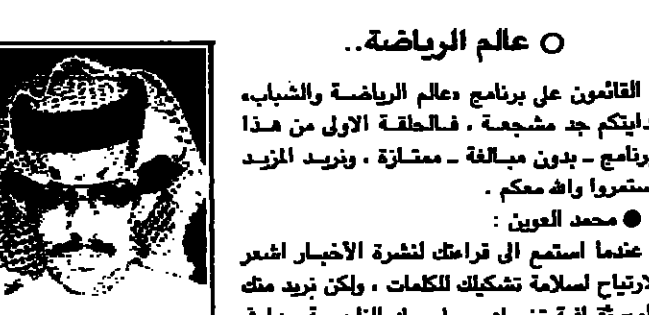 ○ عالم الرياضة..
القائمون على برنامج «عالم الرياضة والشباب»
دايتكم جد مشجعة . فالحلقة الاولى من هذا
برنامج ـ بدون مبالغة ـ ممتازة . ونريد المزيد
ستمروا والله معكم .
● محمد العوين :
عندما استمع الى قراءتك لنشرة الأخبار اشعر
لارتياح لسلامة تشكيلك للكلمات ، ولكن نريد منك